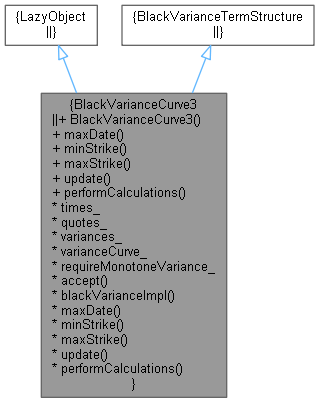 {LazyObject
||}
{BlackVarianceTermStructure
||}
{BlackVarianceCurve3
||+ BlackVarianceCurve3()
+ maxDate()
+ minStrike()
+ maxStrike()
+ update()
+ performCalculations()
* times_
* quotes_
* variances_
* varianceCurve_
* requireMonotoneVariance_
* accept()
* blackVarianceImpl()
* maxDate()
* minStrike()
* maxStrike()
* update()
* performCalculations()
}